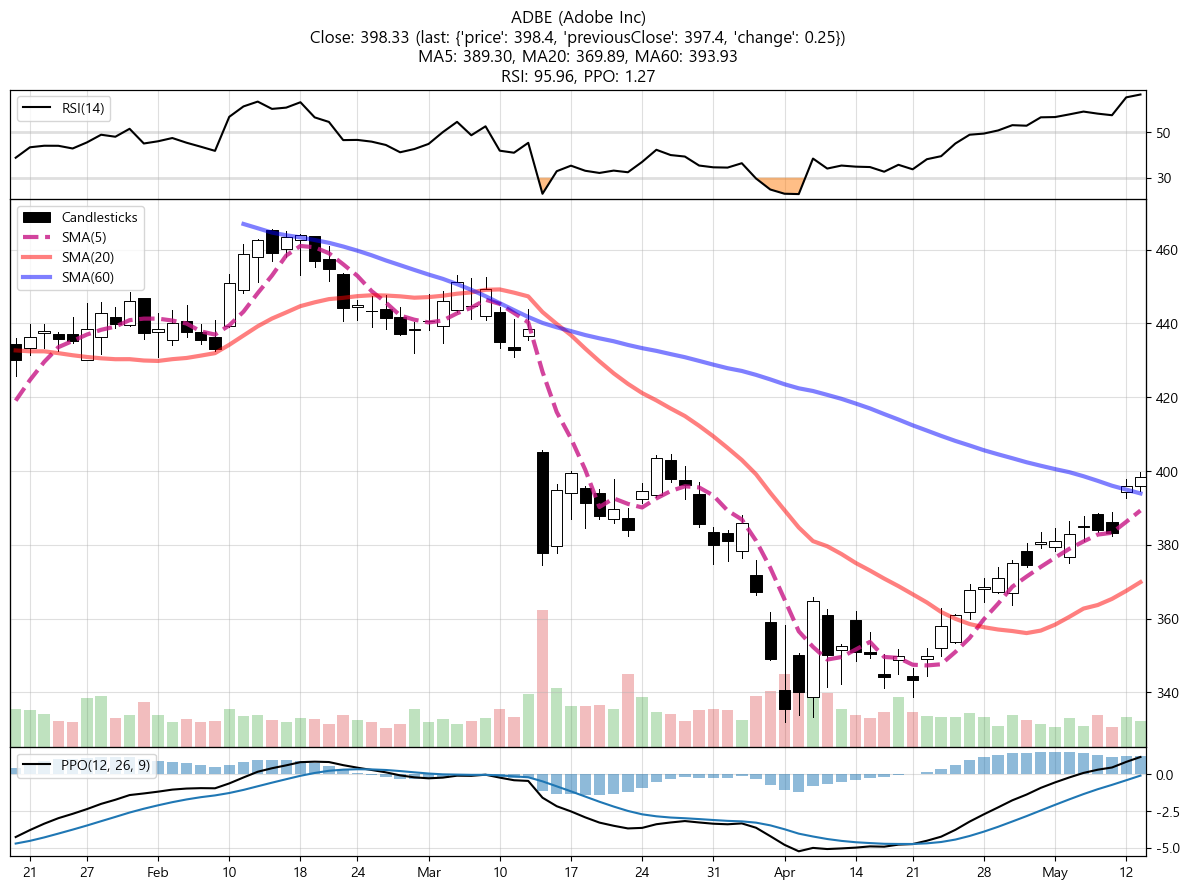 ADBE (Adobe Inc)
Close: 398.33 (last: {'price': 398.4, 'previousClose': 397.4, 'change': 0.25})
MA5: 389.30, MA20: 369.89, MA60: 393.93
RSI: 95.96, PPO: 1.27
RSI(14)
50
30
Candlesticks
SMA(5)
SMA(20)
SMA(60)
460
440
420
400
380
360
340
PPO(12, 26, 9)
0.0
−2.5
−5.0
21 27 Feb 10 18 24 Mar 10 17 24 31 Apr 14 21 28 May 12